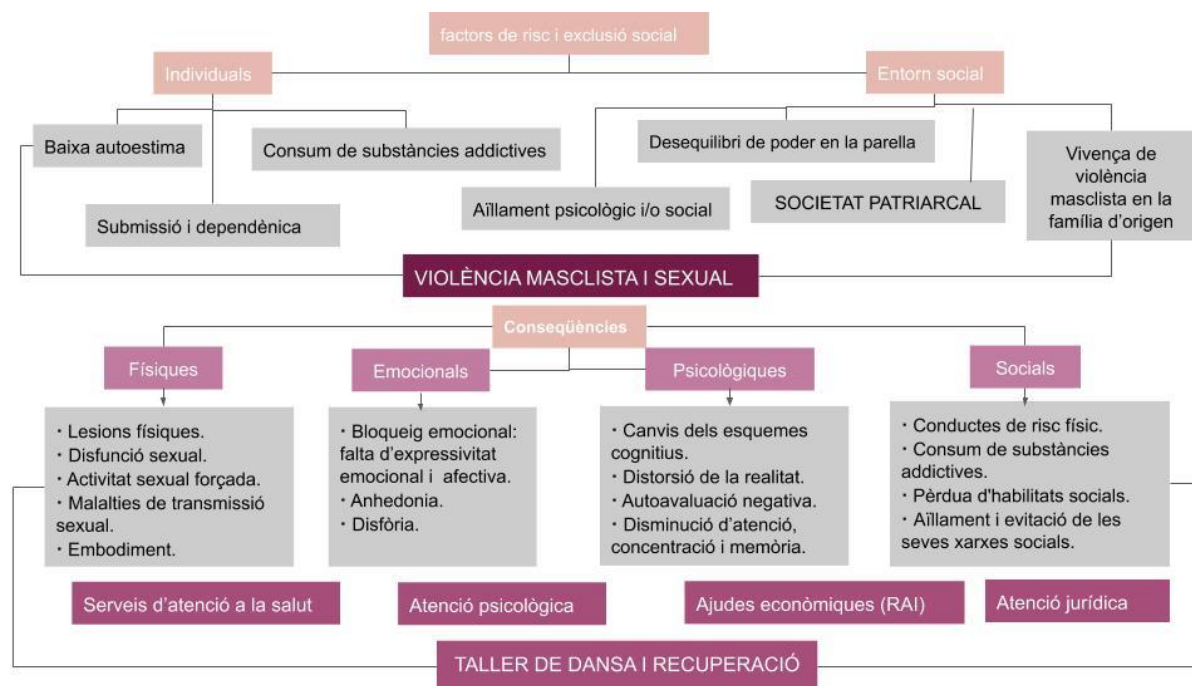 factors de risc i exclusió social
Individuals
Entorn social
Baixa autoestima
Consum de substàncies addictives
Desequilibri de poder en la parella
Vivença de
violència
masclista en la
família d'origen
Submissió i dependènica
Aïllament psicològic i/o social
SOCIETAT PATRIARCAL
VIOLÈNCIA MASCLISTA I SEXUAL
Conseqüències
Físiques
Emocionals
Psicològiques
Socials
· Lesions físiques.
· Disfunció sexual.
· Activitat sexual forçada.
· Malalties de transmissió
sexual.
· Embodiment.
· Bloqueig emocional:
falta d'expressivitat
emocional i afectiva.
· Anhedonia.
· Disfòria.
· Canvis dels esquemes
cognitius.
· Distorsió de la realitat.
· Autoavaluació negativa.
· Disminució d'atenció,
concentració i memòria.
· Conductes de risc físic.
· Consum de substàncies
addictives.
· Pèrdua d'habilitats socials.
· Aïllament i evitació de les
seves xarxes socials.
Serveis d'atenció a la salut
Atenció psicològica
Ajudes econòmiques (RAI)
Atenció jurídica
TALLER DE DANSA I RECUPERACIÓ